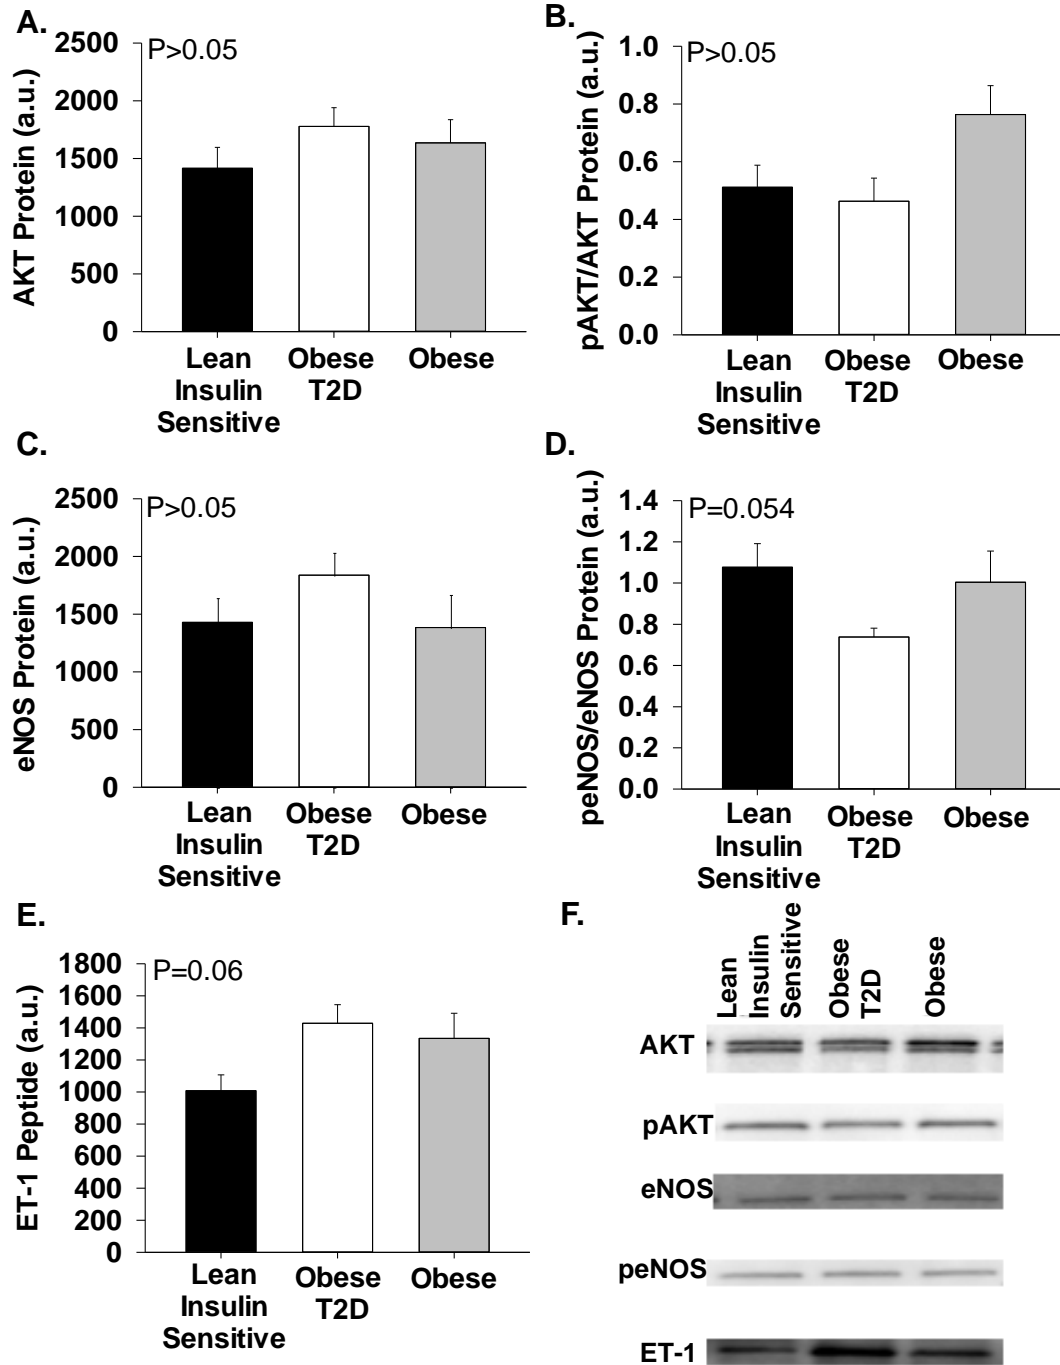 A.
AKT Protein (a.u.)
2500
2000
1500
1000
500
0
P>0.05
Lean
Insulin
Sensitive
Obese
T2D
Obese
B.
pAKT/AKT Protein (a.u.)
1.0
0.8
0.6
0.4
0.2
0.0
P>0.05
Lean
Insulin
Sensitive
Obese
T2D
Obese
C.
eNOS Protein (a.u.)
2500
2000
1500
1000
500
0
P>0.05
Lean
Insulin
Sensitive
Obese
T2D
Obese
D.
peNOS/eNOS Protein (a.u.)
1.4
1.2
1.0
0.8
0.6
0.4
0.2
0.0
P=0.054
Lean
Insulin
Sensitive
Obese
T2D
Obese
E.
ET-1 Peptide (a.u.)
1800
1600
1400
1200
1000
800
600
400
200
0
P=0.06
Lean
Insulin
Sensitive
Obese
T2D
Obese
F.
Lean
Insulin
Sensitive
Obese
T2D
Obese
AKT
pAKT
eNOS
peNOS
ET-1